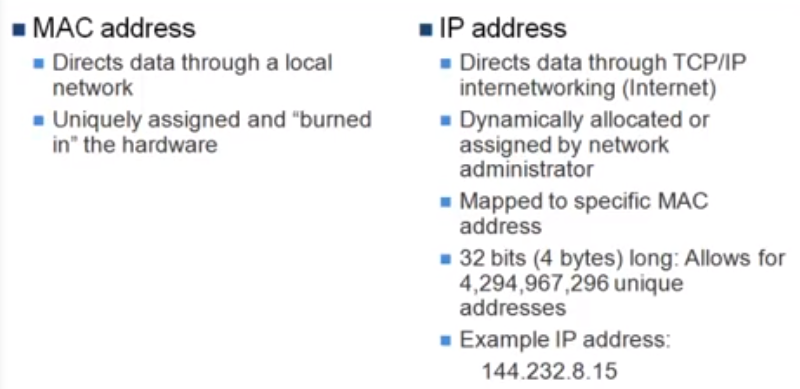 MAC address
Directs data through a local
network
Uniquely assigned and “burned
in” the hardware
IP address
Directs data through TCP/IP
internetworking (Internet)
Dynamically allocated or
assigned by network
administrator
Mapped to specific MAC
address
32 bits (4 bytes) long: Allows for
4,294,967,296 unique
addresses
Example IP address:
144.232.8.15